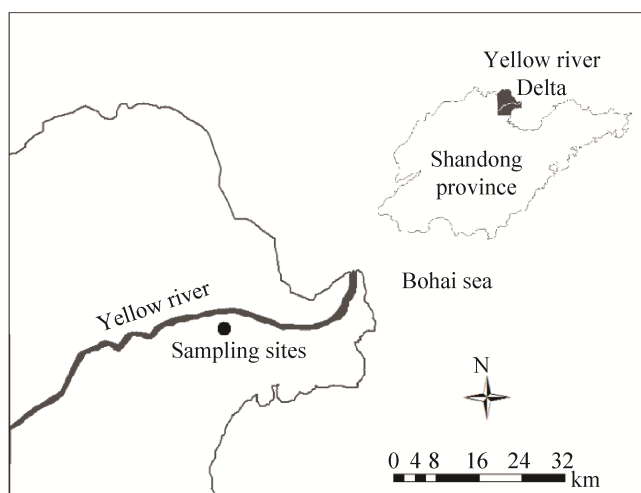 Yellow river
Delta
Shandong
province
Bohai sea
Yellow river
Sampling sites
N
0 4 8 16 24 32
km